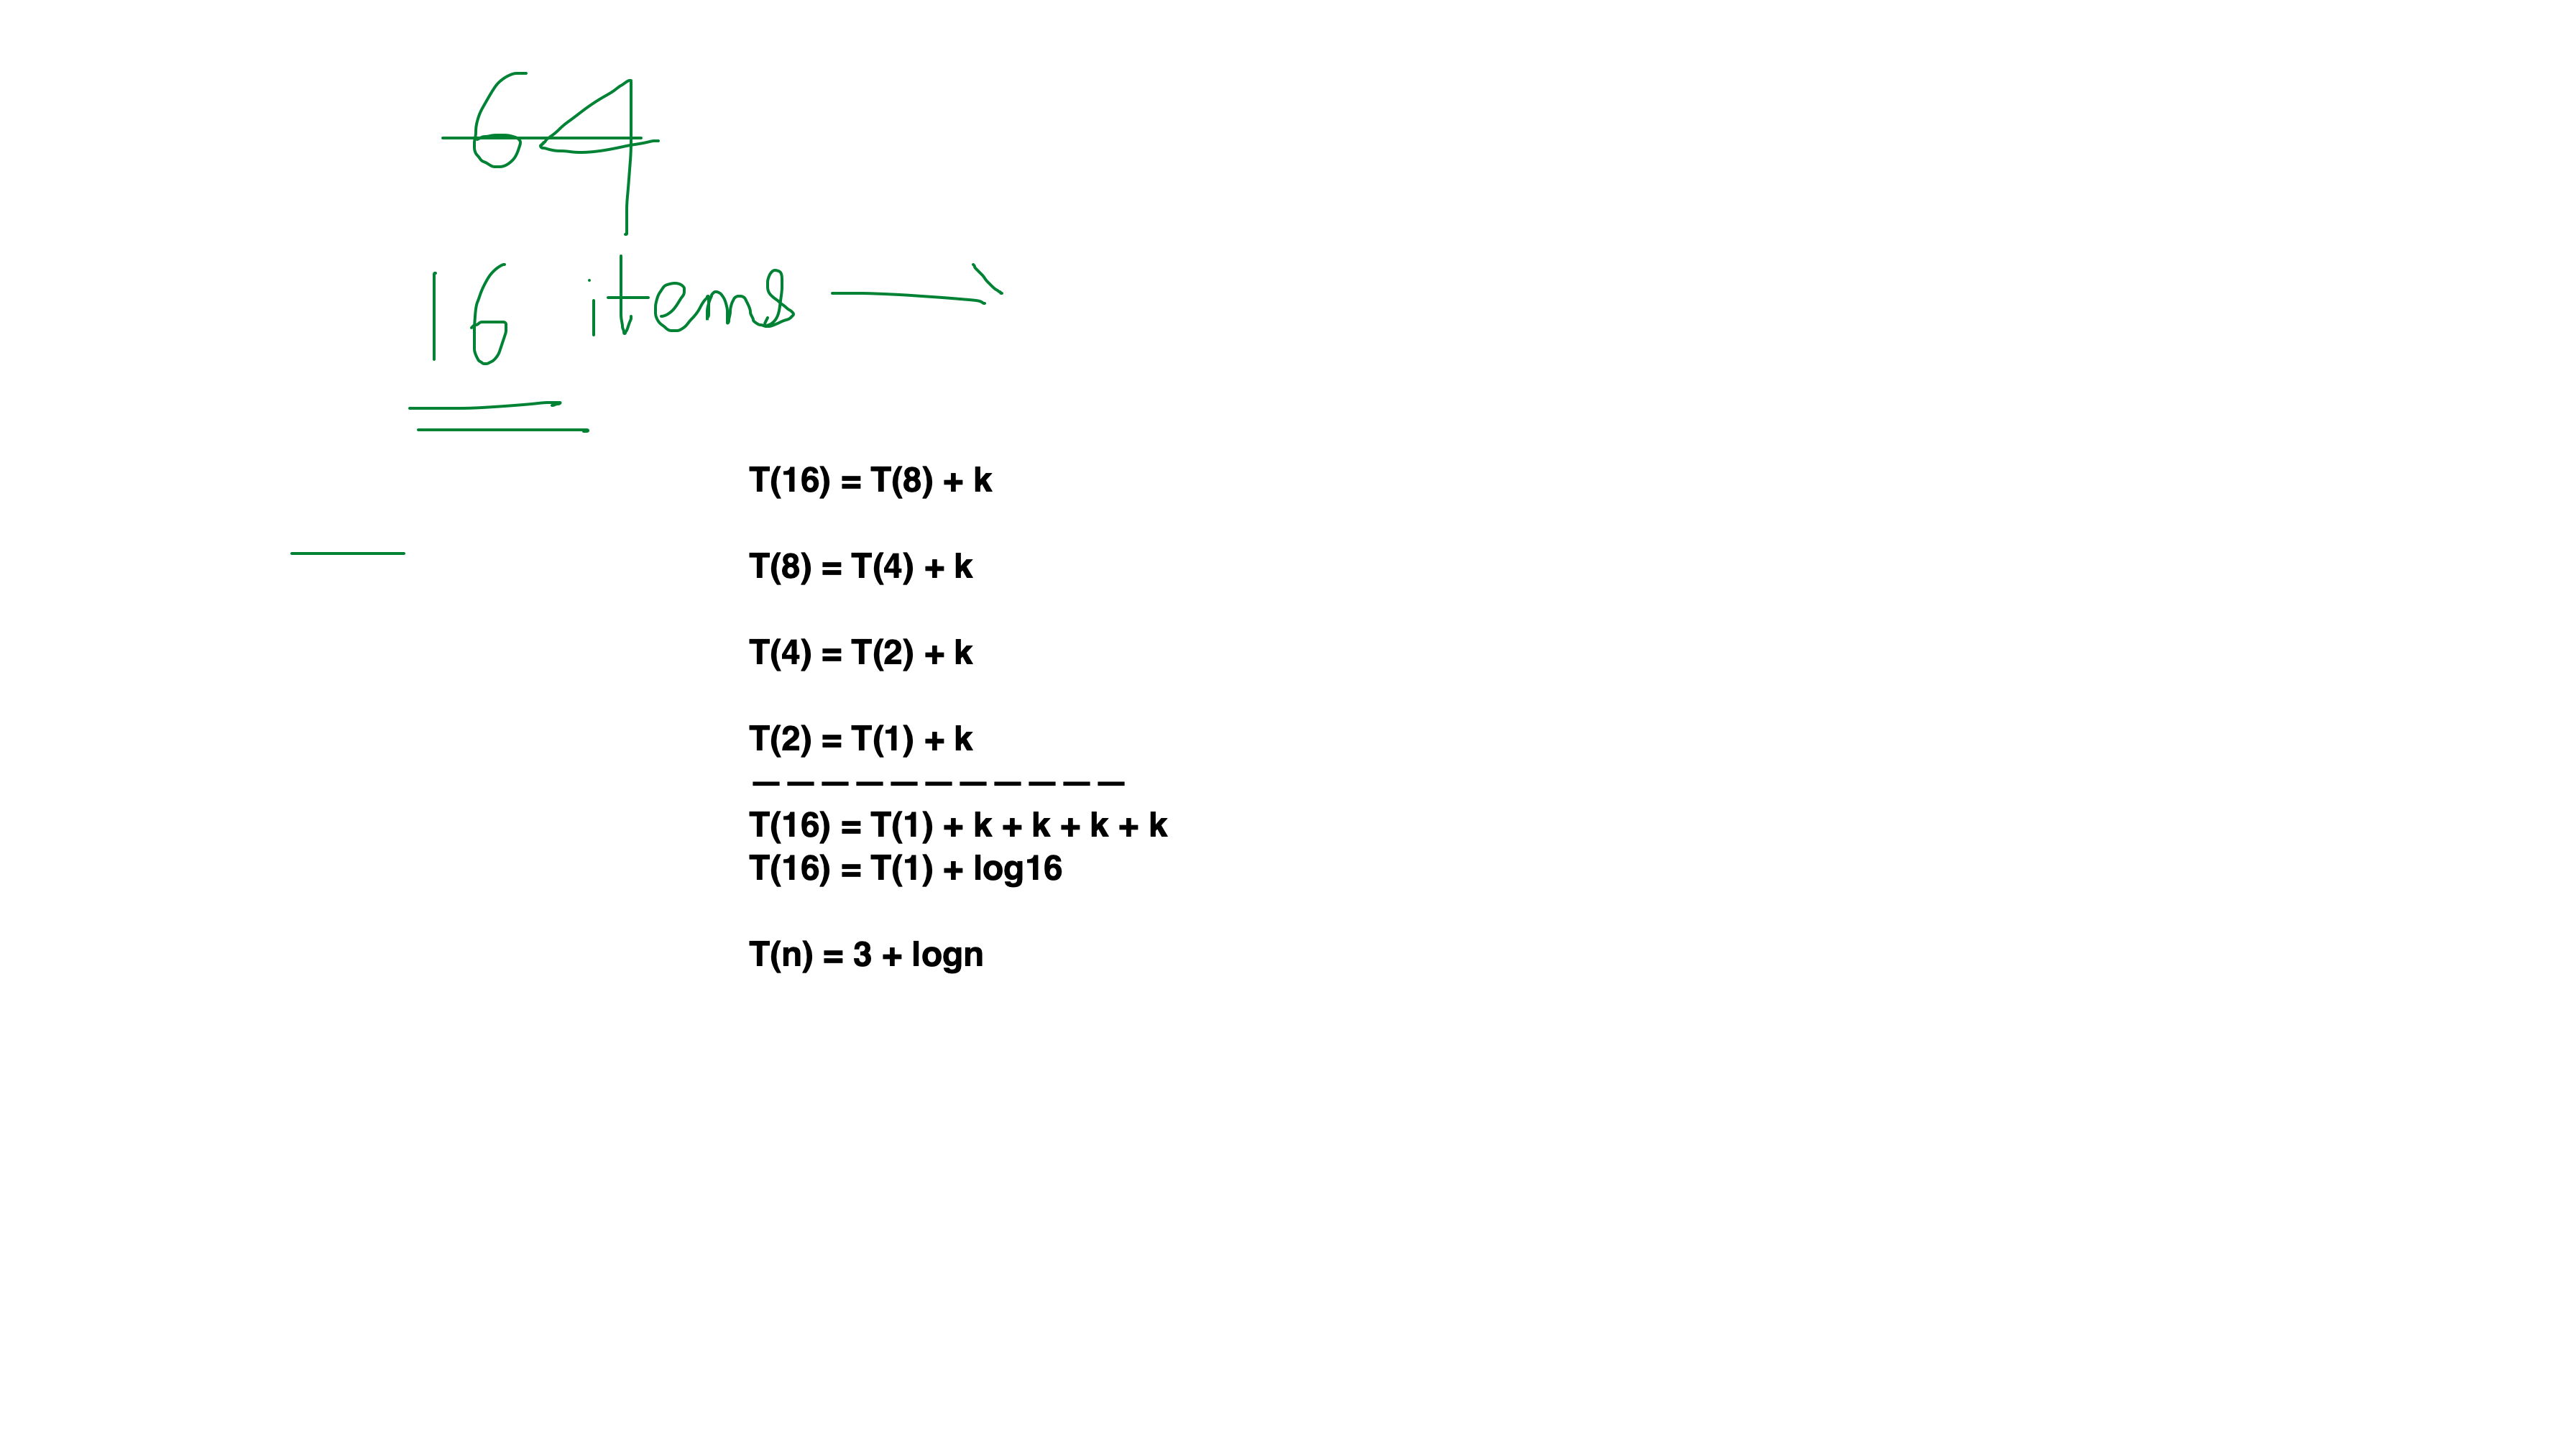 64
16 items
T(16) = T(8) + k
T(8) = T(4) + k
T(4) = T(2) + k
T(2) = T(1) + k
— — — — — — — — — — —
T(16) = T(1) + k + k + k + k
T(16) = T(1) + log16
T(n) = 3 + logn